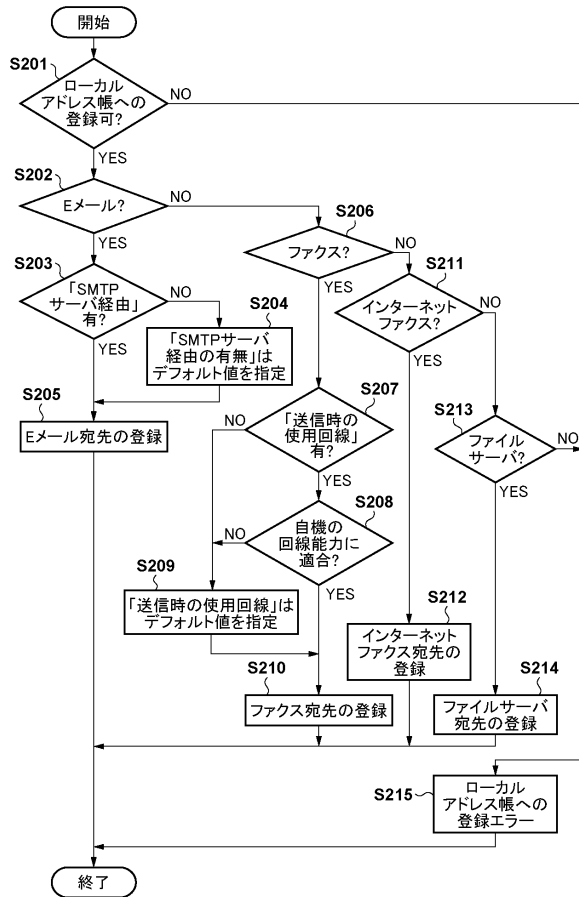 開始
S201
ローカル
アドレス帳への
登録可?
NO
YES
S202
Eメール?
NO
YES
S203
「SMTP
サーバ経由」
有?
NO
YES
S204
「SMTPサーバ
経由の有無」は
デフォルト値を指定
S205
Eメール宛先の登録
S206
ファクス?
NO
YES
S207
「送信時の
使用回線」
有?
NO
YES
S208
自機の
回線能力に
適合?
NO
YES
S209
「送信時の使用回線」は
デフォルト値を指定
S210
ファクス宛先の登録
S211
インターネット
ファクス?
NO
YES
S212
インターネット
ファクス宛先の
登録
S213
ファイル
サーバ?
NO
YES
S214
ファイルサーバ
宛先の登録
S215
ローカル
アドレス帳への
登録エラー
終了